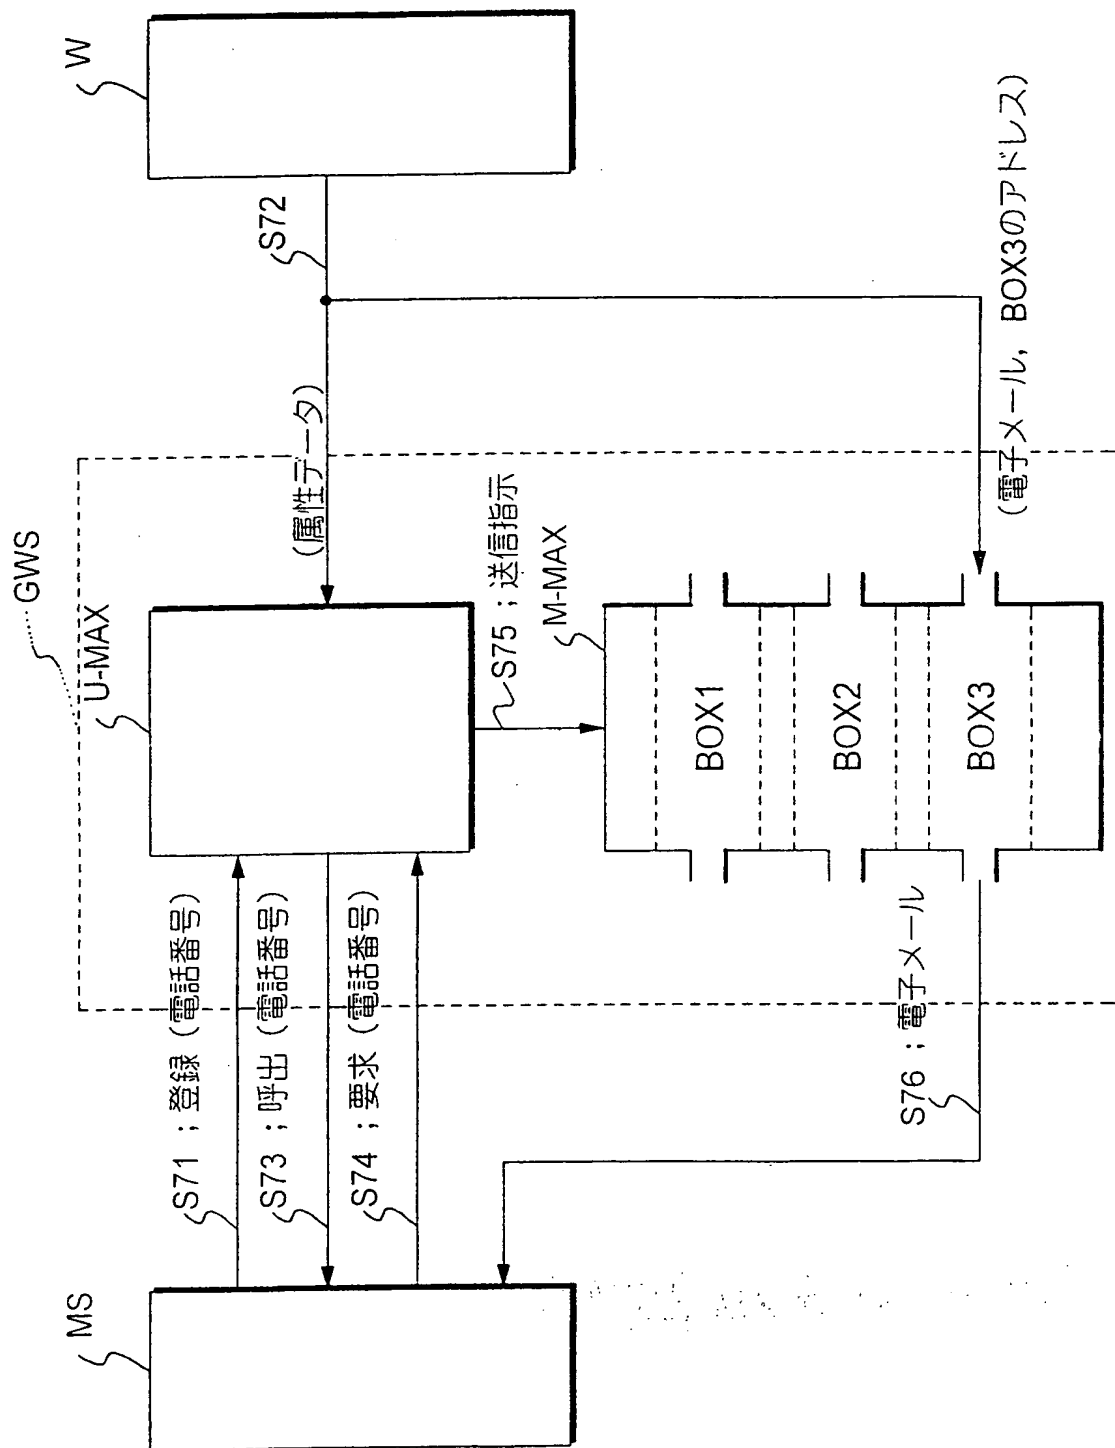 MS
S71 ; 登録 (電話番号)
S73 ; 呼出 (電話番号)
S74 ; 要求 (電話番号)
S76 ; 電子メール
GWS
U-MAX
S75 ; 送信指示
M-MAX
BOX1
BOX2
BOX3
(属性データ)
S72
(電子メール, BOX3のアドレス)
W